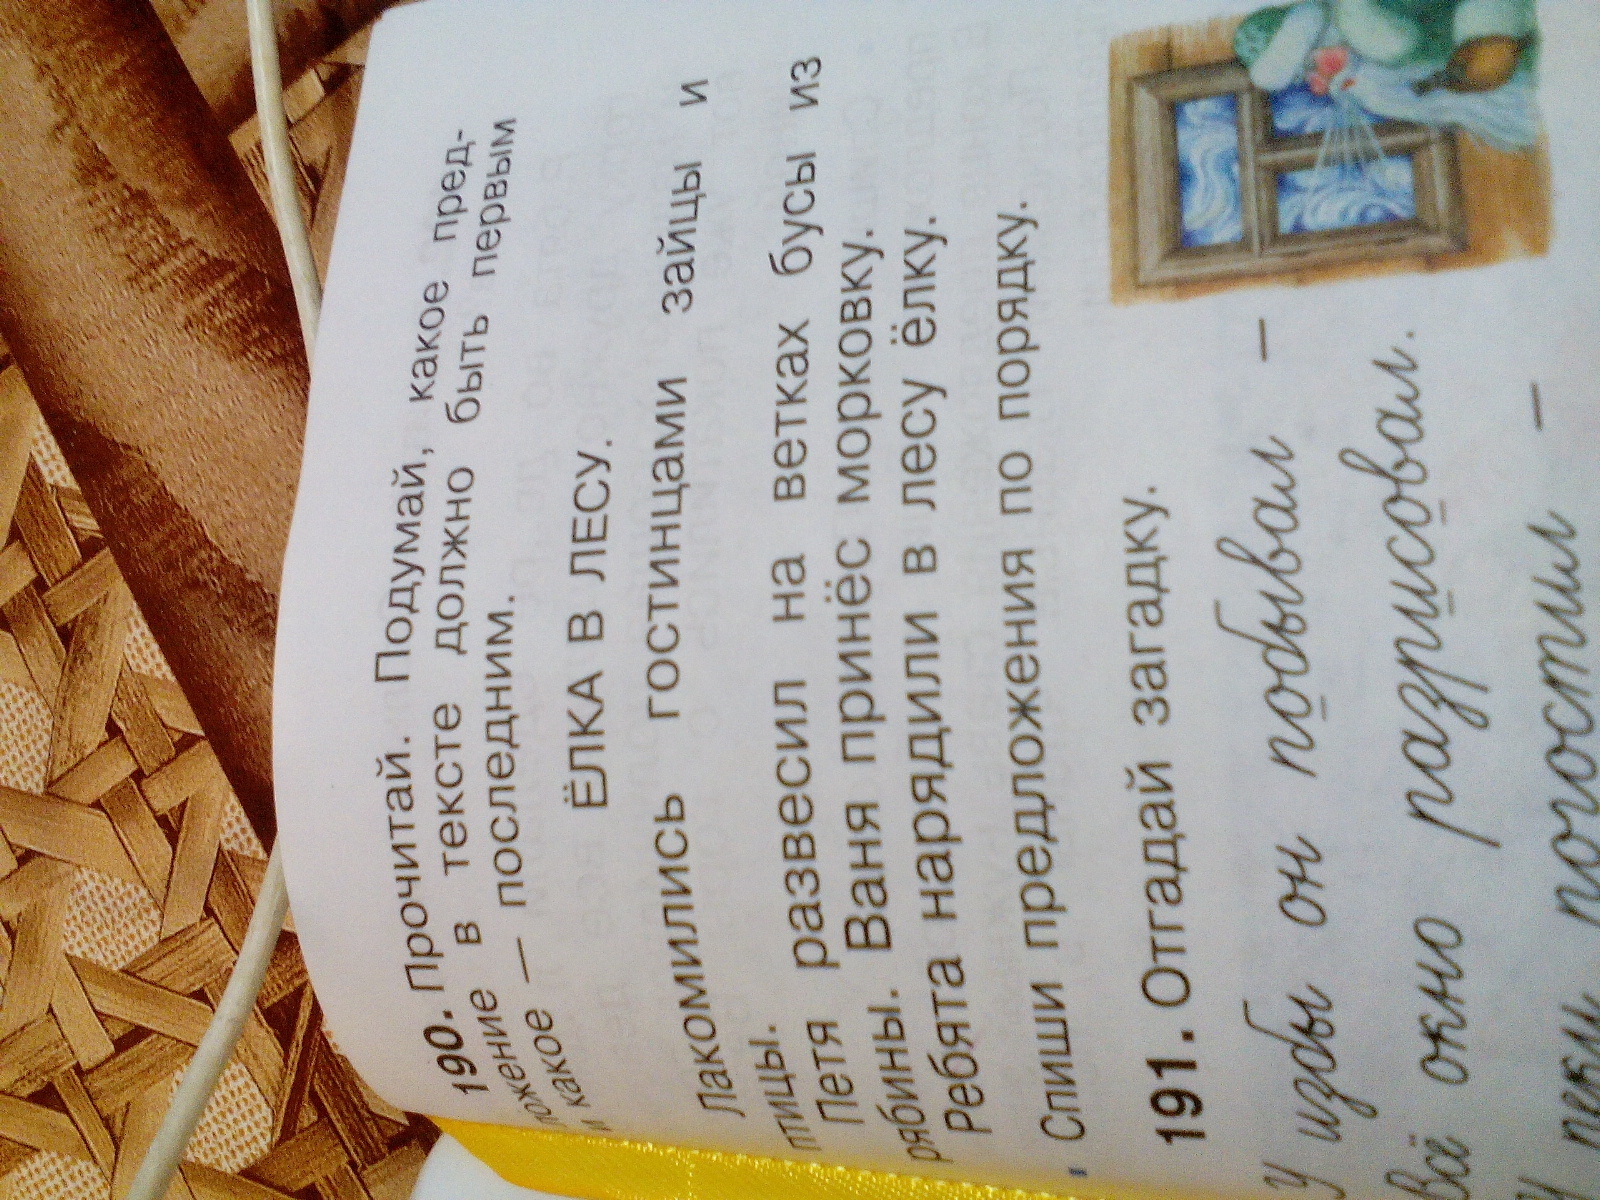 190. Прочитай. Подумай, какое пред-
ложение в тексте должно быть первым
и какое — последним.
ЁЛКА В ЛЕСУ.
Лакомились гостинцами зайцы и
птицы.
Петя развесил на ветках бусы из
рябины. Ваня принёс морковку.
Ребята нарядили в лесу ёлку.
Спиши предложения по порядку.
191. Отгадай загадку.
У избы он побывал –
Всё окно разрисовал.
У реки погостил –